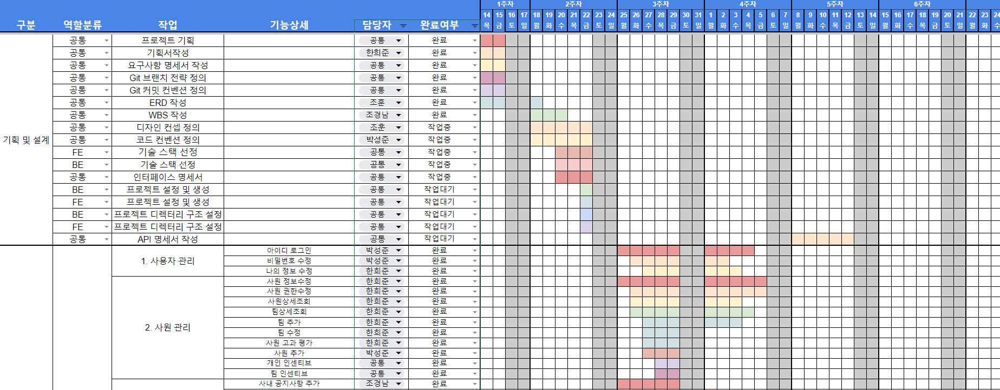 1주차 2주차 3주차 4주차 5주차 6주차
14 15 16 17 18 19 20 21 22 23 24 25 26 27 28 29 30 31 1 2 3 4 5 6 7 8 9 10 11 12 13 14 15 16 17 18 19 20 21 22 23 24
구분 역할분류 작업 기능상세 담당자 완료여부 목 금 토 일 월 화 수 목 금 토 일 월 화 수 목 금 토 일 월 화 수 목 금 토 일 월 화 수 목 금 토 일 월 화 수 목 금 토 일 월 화 수
공통 프로젝트 기획 공통 완료
공통 기획서작성 한희준 완료
공통 요구사항 명세서 작성 공통 완료
공통 Git 브랜치 전략 정의 공통 완료
공통 Git 커밋 컨벤션 정의 공통 완료
공통 ERD 작성 조훈 완료
공통 WBS 작성 조경남 완료
공통 디자인 컨셉 정의 조훈 작업중
기획 및 설계 공통 코드 컨벤션 정의 박성준 작업중
FE 기술 스택 선정 공통 작업중
BE 기술 스택 선정 공통 작업중
공통 인터페이스 명세서 공통 작업중
BE 프로젝트 설정 및 생성 공통 작업대기
FE 프로젝트 설정 및 생성 공통 작업대기
BE 프로젝트 디렉터리 구조 설정 공통 작업대기
FE 프로젝트 디렉터리 구조 설정 공통 작업대기
공통 API 명세서 작성 공통 작업대기
아이디 로그인 박성준 완료
1. 사용자 관리 비밀번호 수정 박성준 완료
나의 정보 수정 한희준 완료
사원 정보수정 한희준 완료
사원 권한수정 한희준 완료
사원상세조회 한희준 완료
팀상세조회 한희준 완료
팀 추가 한희준 완료
2. 사원 관리 팀 수정 한희준 완료
사원 고과 평가 한희준 완료
사원 추가 박성준 완료
개인 인센티브 공통 완료
팀 인센티브 공통 완료
사내 공지사항 추가 조경남 완료